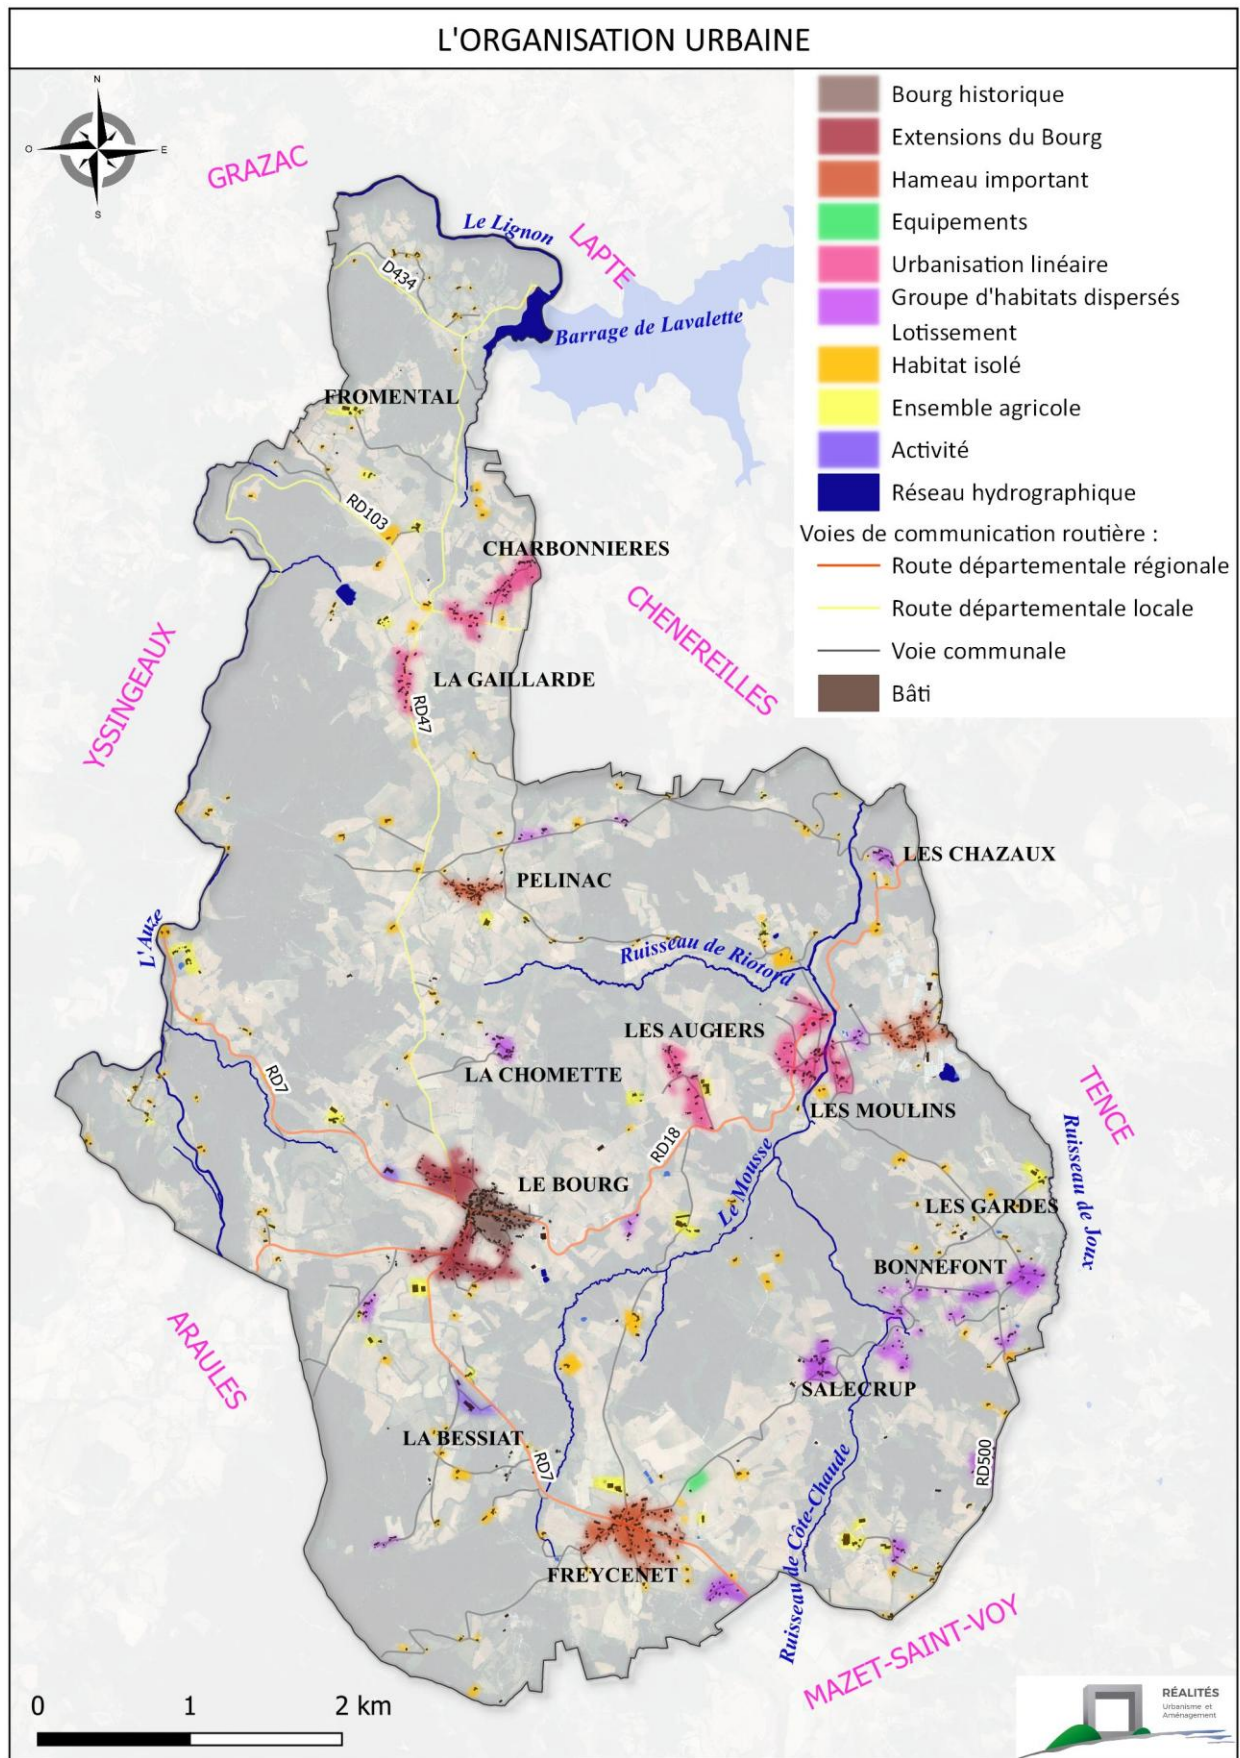 L'ORGANISATION URBAINE
N
O
E
S
Bourg historique
Extensions du Bourg
Hameau important
Equipements
Urbanisation linéaire
Groupe d'habitats dispersés
Lotissement
Habitat isolé
Ensemble agricole
Activité
Réseau hydrographique
Voies de communication routière :
Route départementale régionale
Route départementale locale
Voie communale
Bâti
GRAZAC
Le Lignon
LAPTE
D434
Barrage de Lavalette
FROMENTAL
RD103
CHARBONNIERES
CHENEREILLES
YSSINGEAUX
LA GAILLARDE
RD47
LES CHAZAUX
PELINAC
L'Auze
Ruisseau de Riotord
LES AUGIERS
LA CHOMETTE
RD7
LES MOULINS
TENCE
RD18
Ruisseau de Joux
LE BOURG
Le Mousse
LES GARDES
BONNEFONT
ARAULES
SALECRUP
LA BESSIAT
RD7
RD500
Ruisseau de Côte-Chaude
FREYCENET
MAZET-SAINT-VOY
0 1 2 km
RÉALITÉS
Urbanisme et
Aménagement